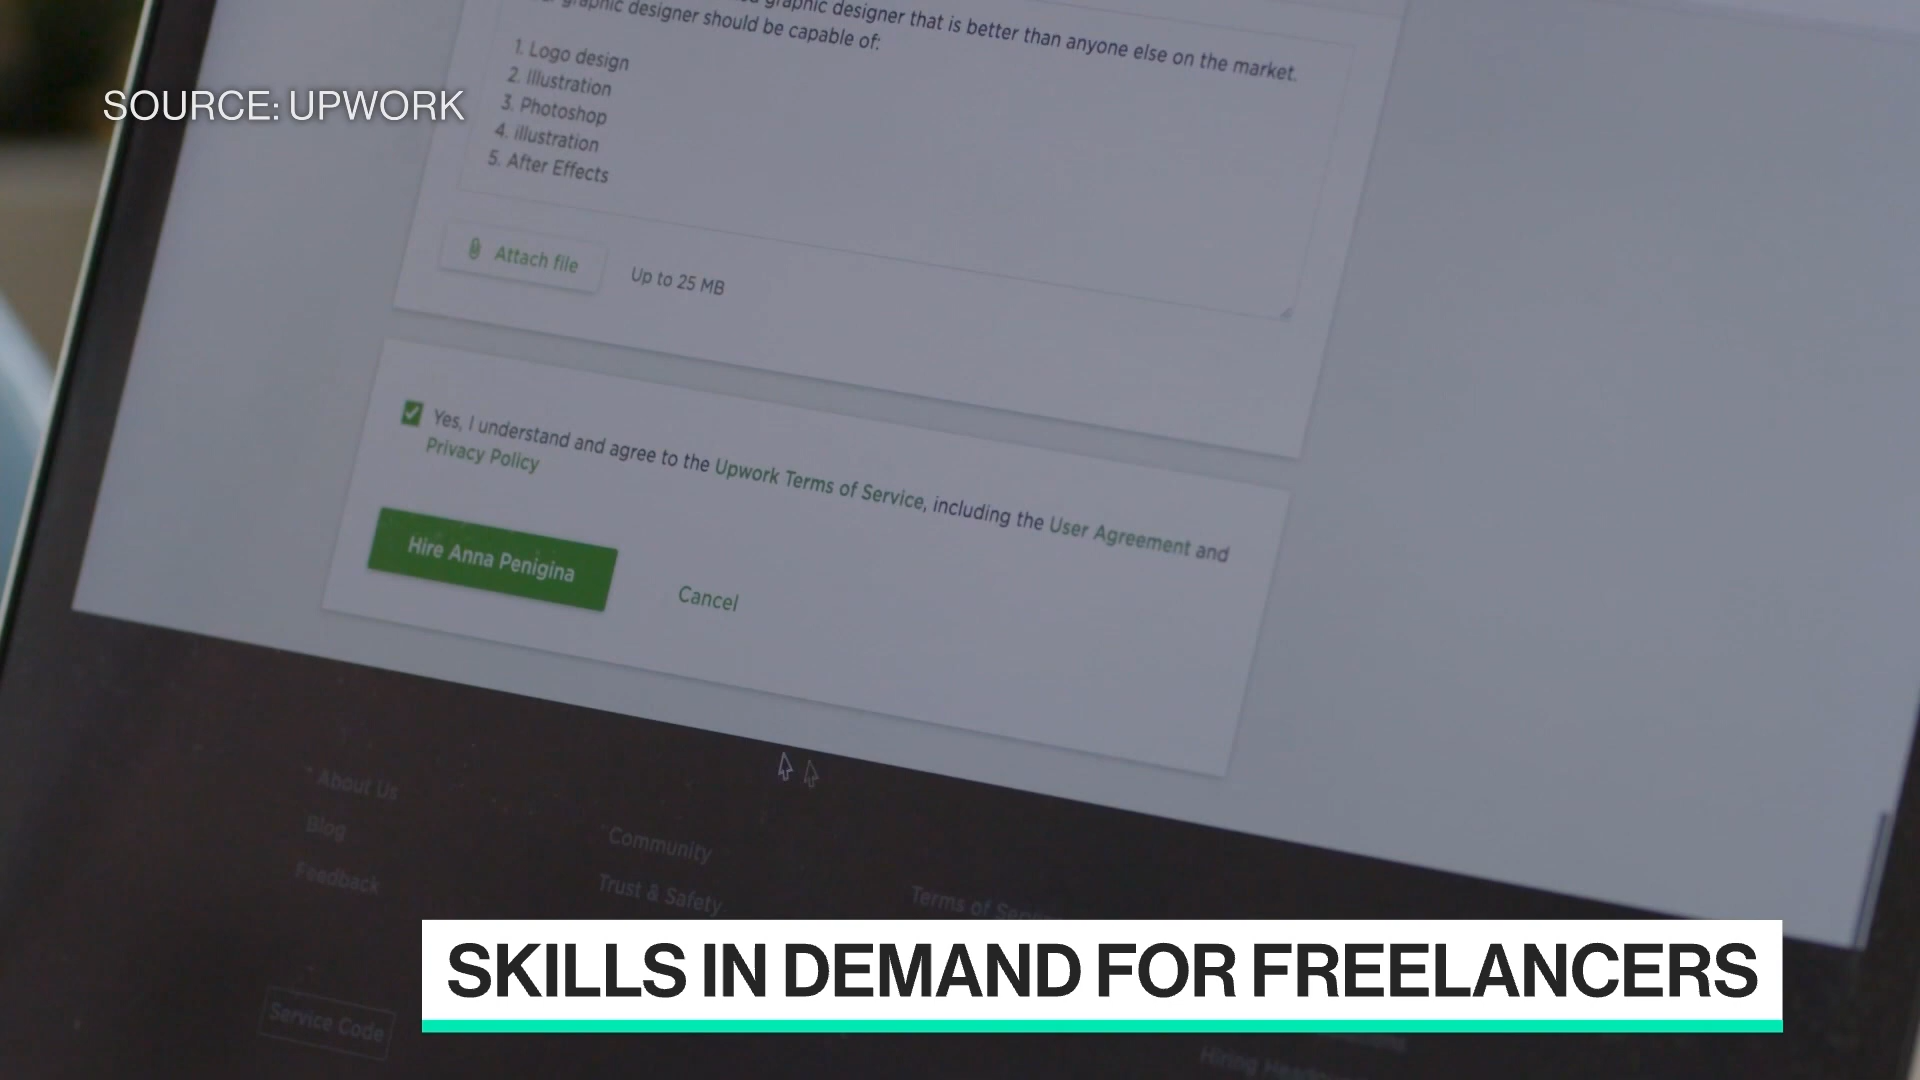 graphic designer that is better than anyone else on the market.
graphic designer should be capable of:
1. Logo design
2. Illustration
3. Photoshop
4. illustration
5. After Effects
SOURCE: UPWORK
Attach file
Up to 25 MB
Yes, I understand and agree to the Upwork Terms of Service, including the User Agreement and
Privacy Policy
Hire Anna Penigina
Cancel
About Us
Blog
Feedback
Community
Trust & Safety
Terms of
SKILLS IN DEMAND FOR FREELANCERS
Service Code
Hiring